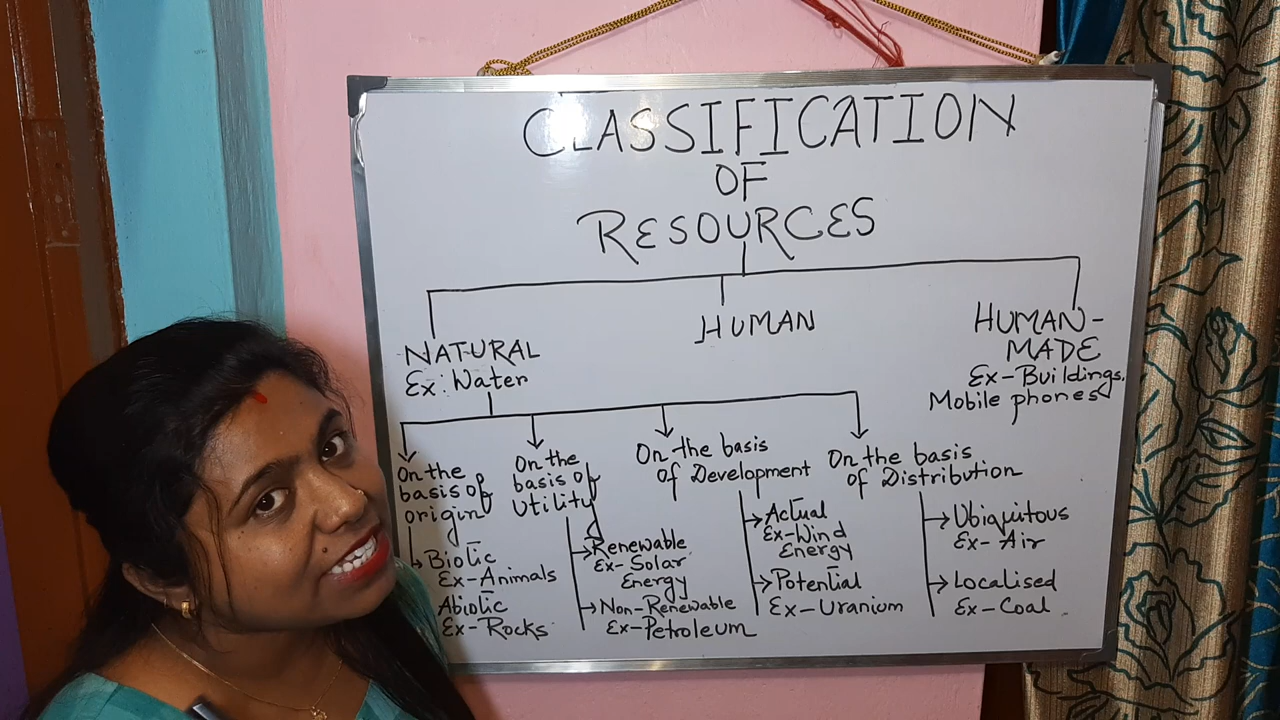 CLASSIFICATION
OF
RESOURCES
NATURAL
Ex: Water
HUMAN
HUMAN-
MADE
Ex-Buildings,
Mobile phones
On the
basis of
origin
Biotic
Ex-Animals
Abiotic
Ex-Rocks
On the
basis of
Utility
Renewable
Ex-Solar
Energy
Non-Renewable
Ex-Petroleum
On the basis
of Development
Actual
Ex-Wind
Energy
Potential
Ex-Uranium
On the basis
of Distribution
Ubiquitous
Ex-Air
Localised
Ex-Coal